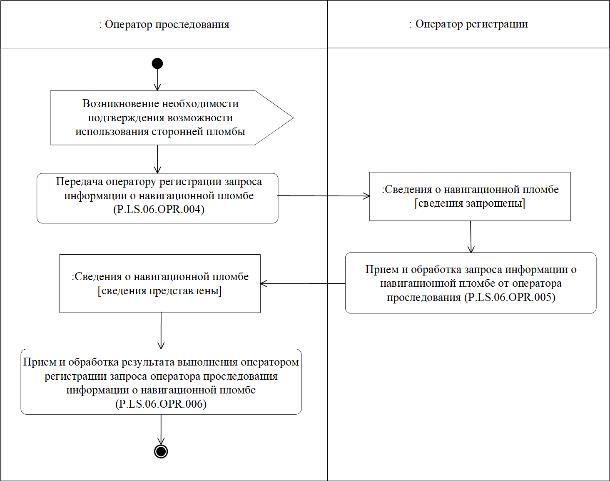 : Оператор проследования
: Оператор регистрации
Возникновение необходимости
подтверждения возможности
использования сторонней пломбы
Передача оператору регистрации запроса
информации о навигационной пломбе
(P.LS.06.OPR.004)
:Сведения о навигационной пломбе
[сведения запрошены]
Прием и обработка запроса информации о
навигационной пломбе от оператора
проследования (P.LS.06.OPR.005)
:Сведения о навигационной пломбе
[сведения представлены]
Прием и обработка результата выполнения оператором
регистрации запроса оператора проследования
информации о навигационной пломбе
(P.LS.06.OPR.006)